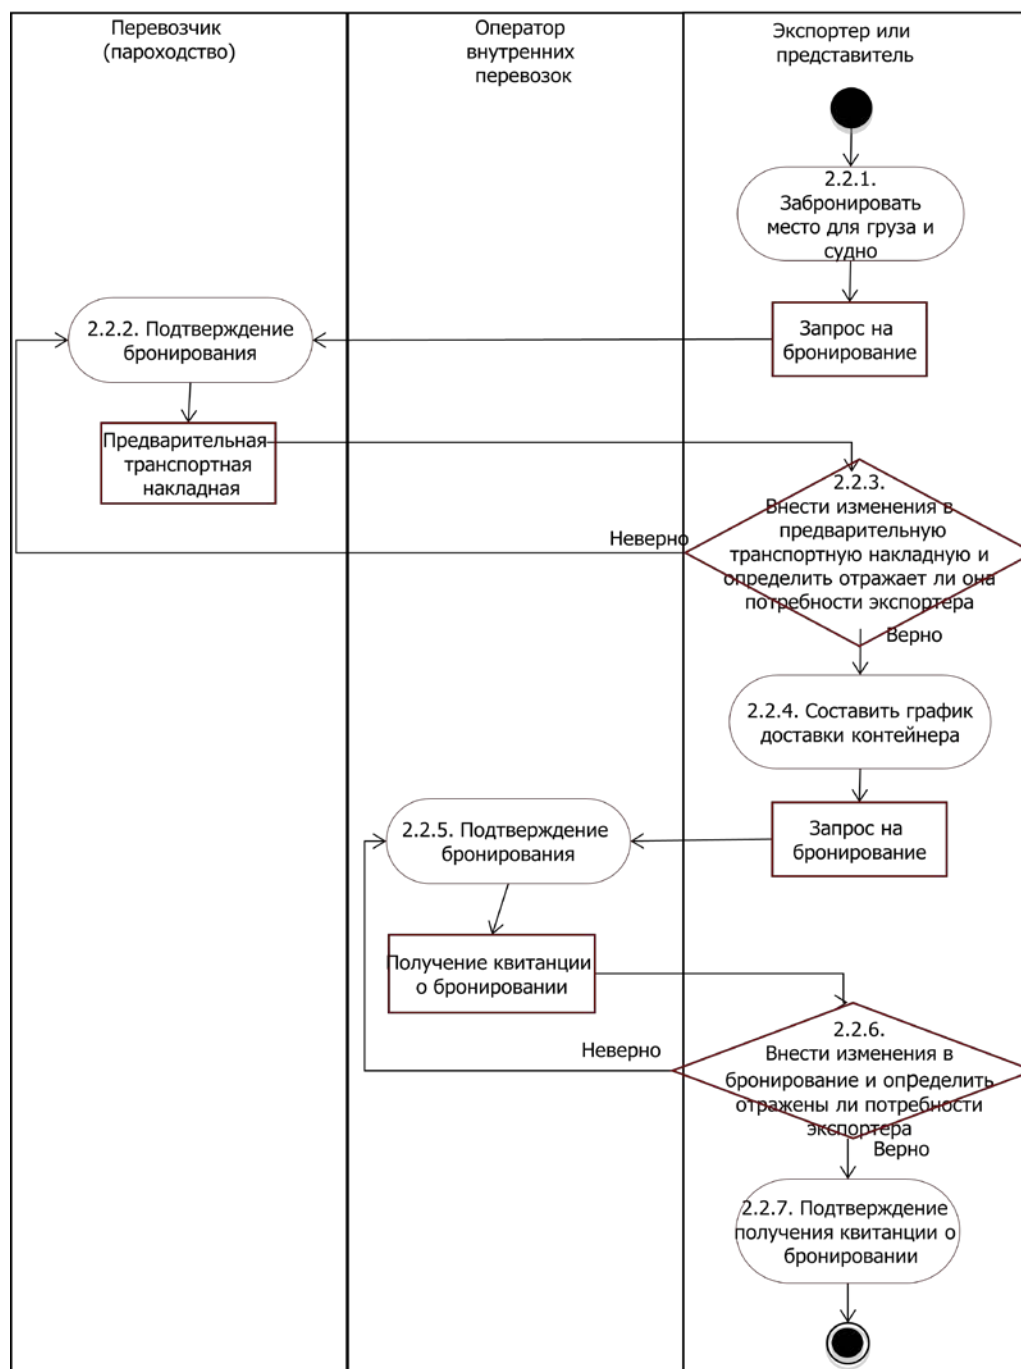 Перевозчик
(пароходство)
Оператор
внутренних
перевозок
Экспортер или
представитель
2.2.1.
Забронировать
место для груза и
судно
Запрос на
бронирование
2.2.2. Подтверждение
бронирования
Предварительная
транспортная
накладная
2.2.3.
Внести изменения в
предварительную
транспортную накладную и
определить отражает ли она
потребности экспортера
Неверно
Верно
2.2.4. Составить график
доставки контейнера
Запрос на
бронирование
2.2.5. Подтверждение
бронирования
Получение квитанции
о бронировании
2.2.6.
Внести изменения в
бронирование и определить
отражены ли потребности
экспортера
Неверно
Верно
2.2.7. Подтверждение
получения квитанции о
бронировании